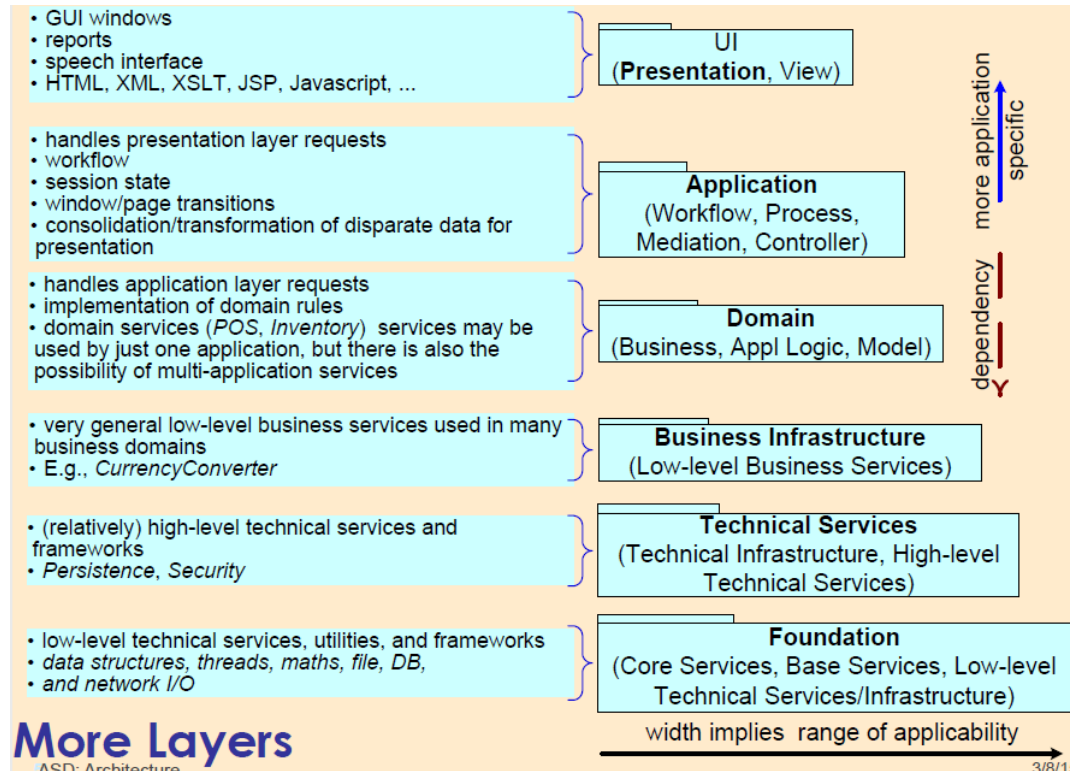 • GUI windows
• reports
• speech interface
• HTML, XML, XSLT, JSP, Javascript, ...
UI
(Presentation, View)
• handles presentation layer requests
• workflow
• session state
• window/page transitions
• consolidation/transformation of disparate data for
presentation
Application
(Workflow, Process,
Mediation, Controller)
• handles application layer requests
• implementation of domain rules
• domain services (POS, Inventory) services may be
used by just one application, but there is also the
possibility of multi-application services
Domain
(Business, Appl Logic, Model)
• very general low-level business services used in many
business domains
• E.g., CurrencyConverter
Business Infrastructure
(Low-level Business Services)
• (relatively) high-level technical services and
frameworks
• Persistence, Security
Technical Services
(Technical Infrastructure, High-level
Technical Services)
• low-level technical services, utilities, and frameworks
• data structures, threads, maths, file, DB,
• and network I/O
Foundation
(Core Services, Base Services, Low-level
Technical Services/Infrastructure)
more application
specific
dependency
width implies range of applicability
More Layers
ASD: Architecture
3/8/1